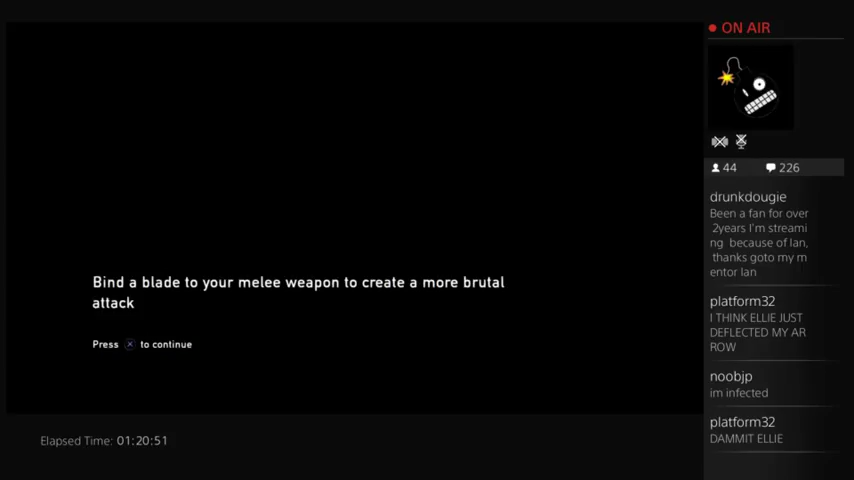 ON AIR
44 226
drunkdougie
Been a fan for over
2years I'm streami
ng because of Ian,
thanks goto my m
entor Ian
platform32
I THINK ELLIE JUST
DEFLECTED MY AR
ROW
noobjp
im infected
platform32
DAMMIT ELLIE
Bind a blade to your melee weapon to create a more brutal
attack
Press to continue
Elapsed Time: 01:20:51